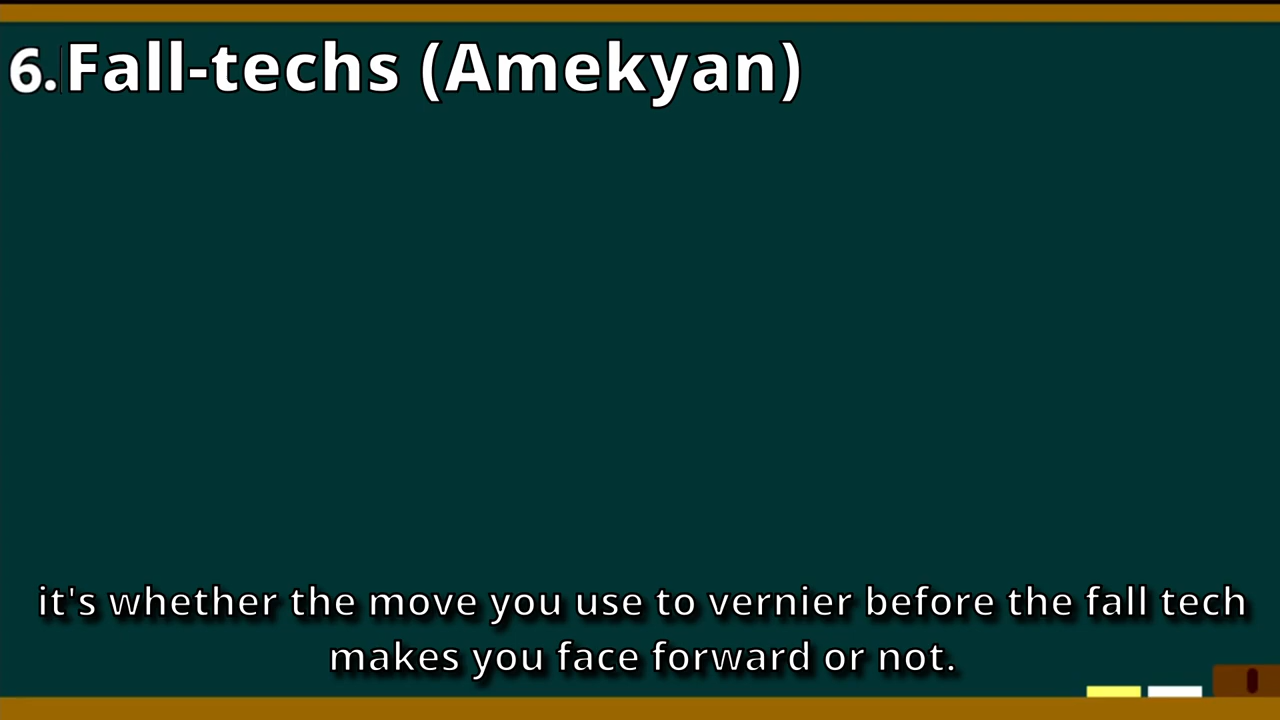 6.Fall-techs (Amekyan)
it's whether the move you use to vernier before the fall tech
makes you face forward or not.